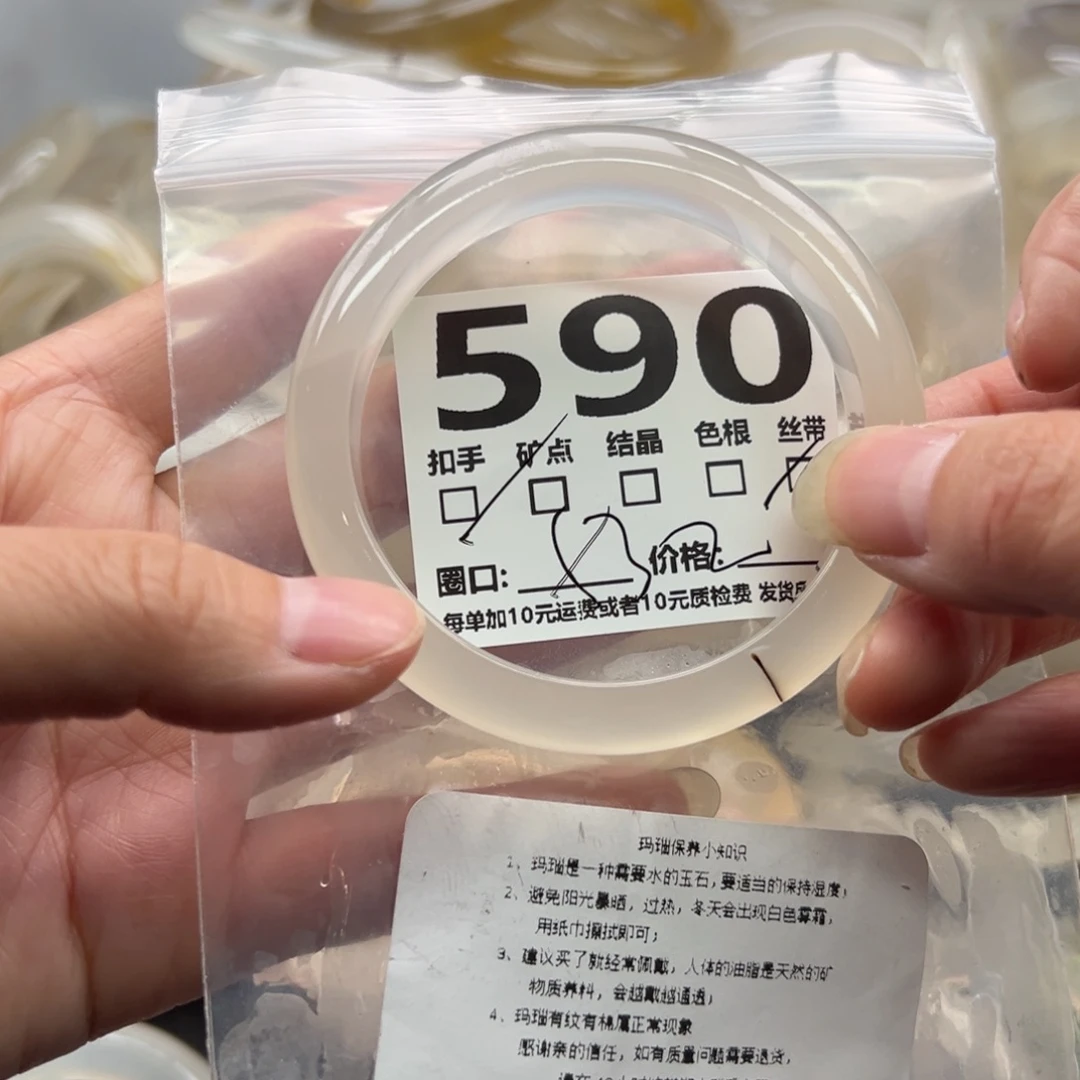 590
扣手 矿点 结晶 色根 丝带
圈口: 价格:
每单加10元运费或者10元质检费 发货
玛瑙保养小知识
1、玛瑙是一种需要水的玉石,要适当的保持湿度;
2、避免阳光暴晒,过热,冬天会出现白色雾霜,
用纸巾擦拭即可;
3、建议买了就经常佩戴,人体的油脂是天然的矿
物质养料,会越戴越通透;
4、玛瑙有纹有棉属正常现象
感谢亲的信任,如有质量问题需要退货,